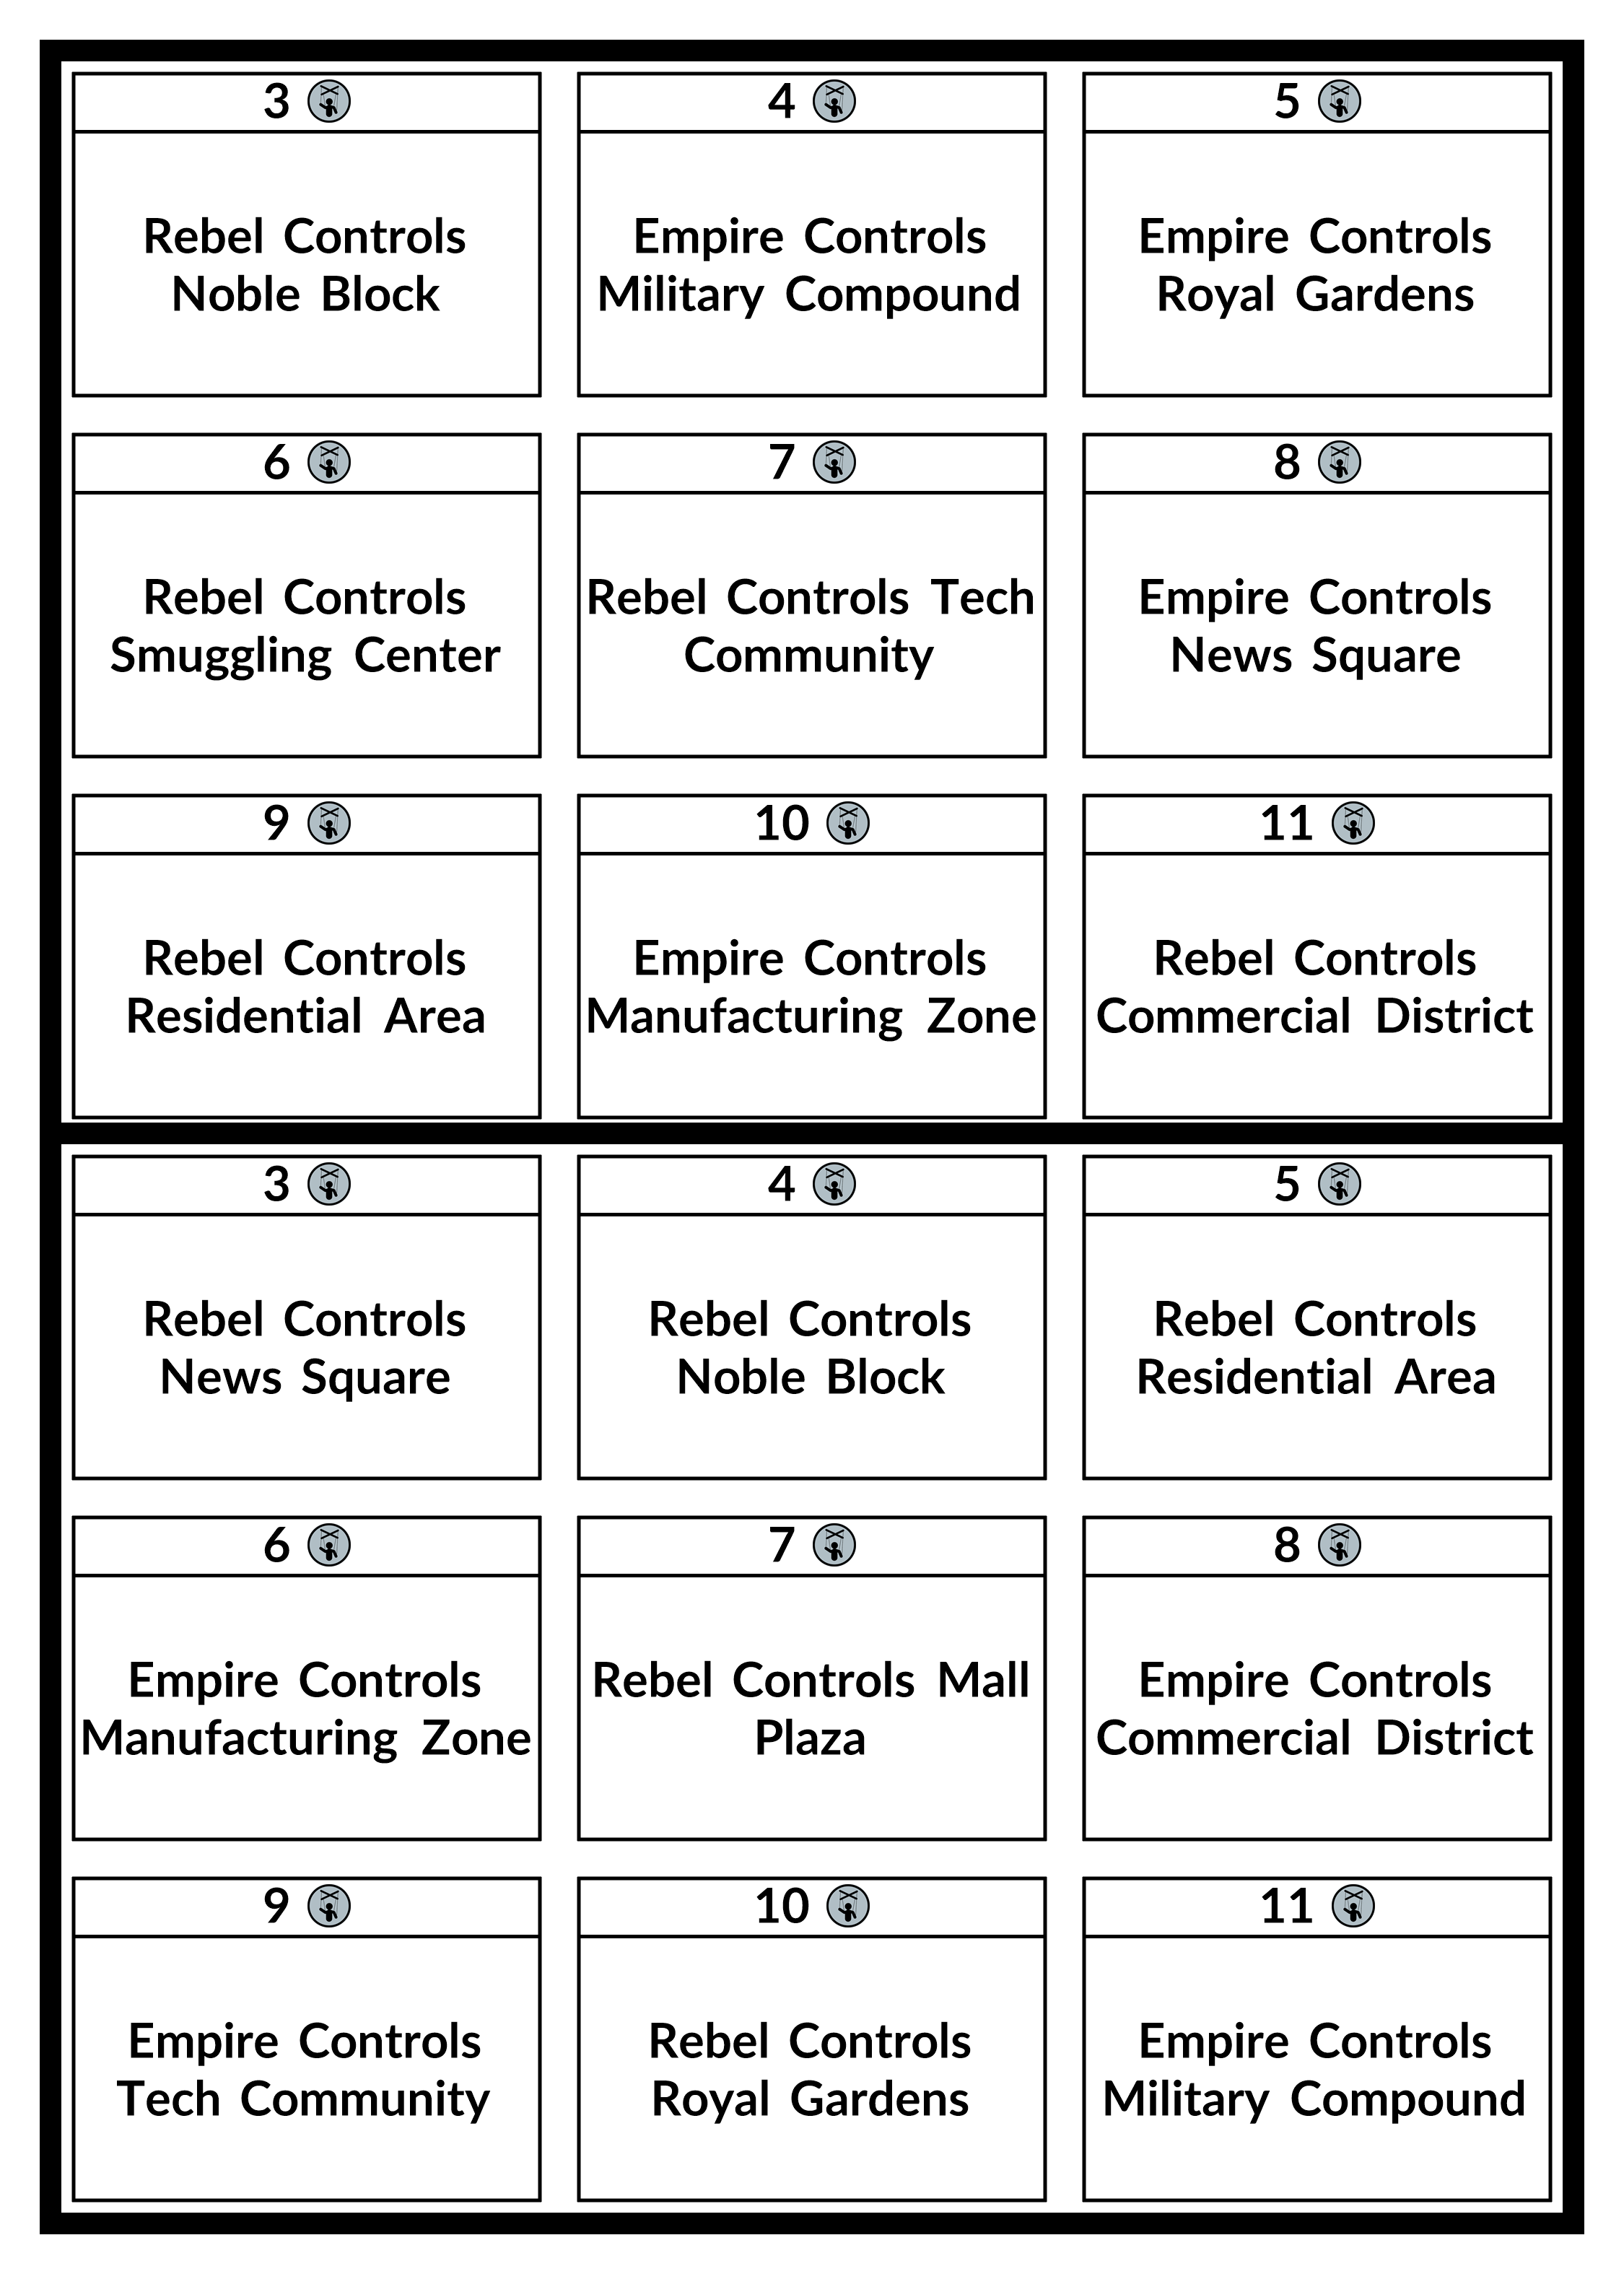 3
4
5
Rebel Controls
Noble Block
Empire Controls
Military Compound
Empire Controls
Royal Gardens
6
7
8
Rebel Controls
Smuggling Center
Rebel Controls Tech
Community
Empire Controls
News Square
9
10
11
Rebel Controls
Residential Area
Empire Controls
Manufacturing Zone
Rebel Controls
Commercial District
3
4
5
Rebel Controls
News Square
Rebel Controls
Noble Block
Rebel Controls
Residential Area
6
7
8
Empire Controls
Manufacturing Zone
Rebel Controls Mall
Plaza
Empire Controls
Commercial District
9
10
11
Empire Controls
Tech Community
Rebel Controls
Royal Gardens
Empire Controls
Military Compound